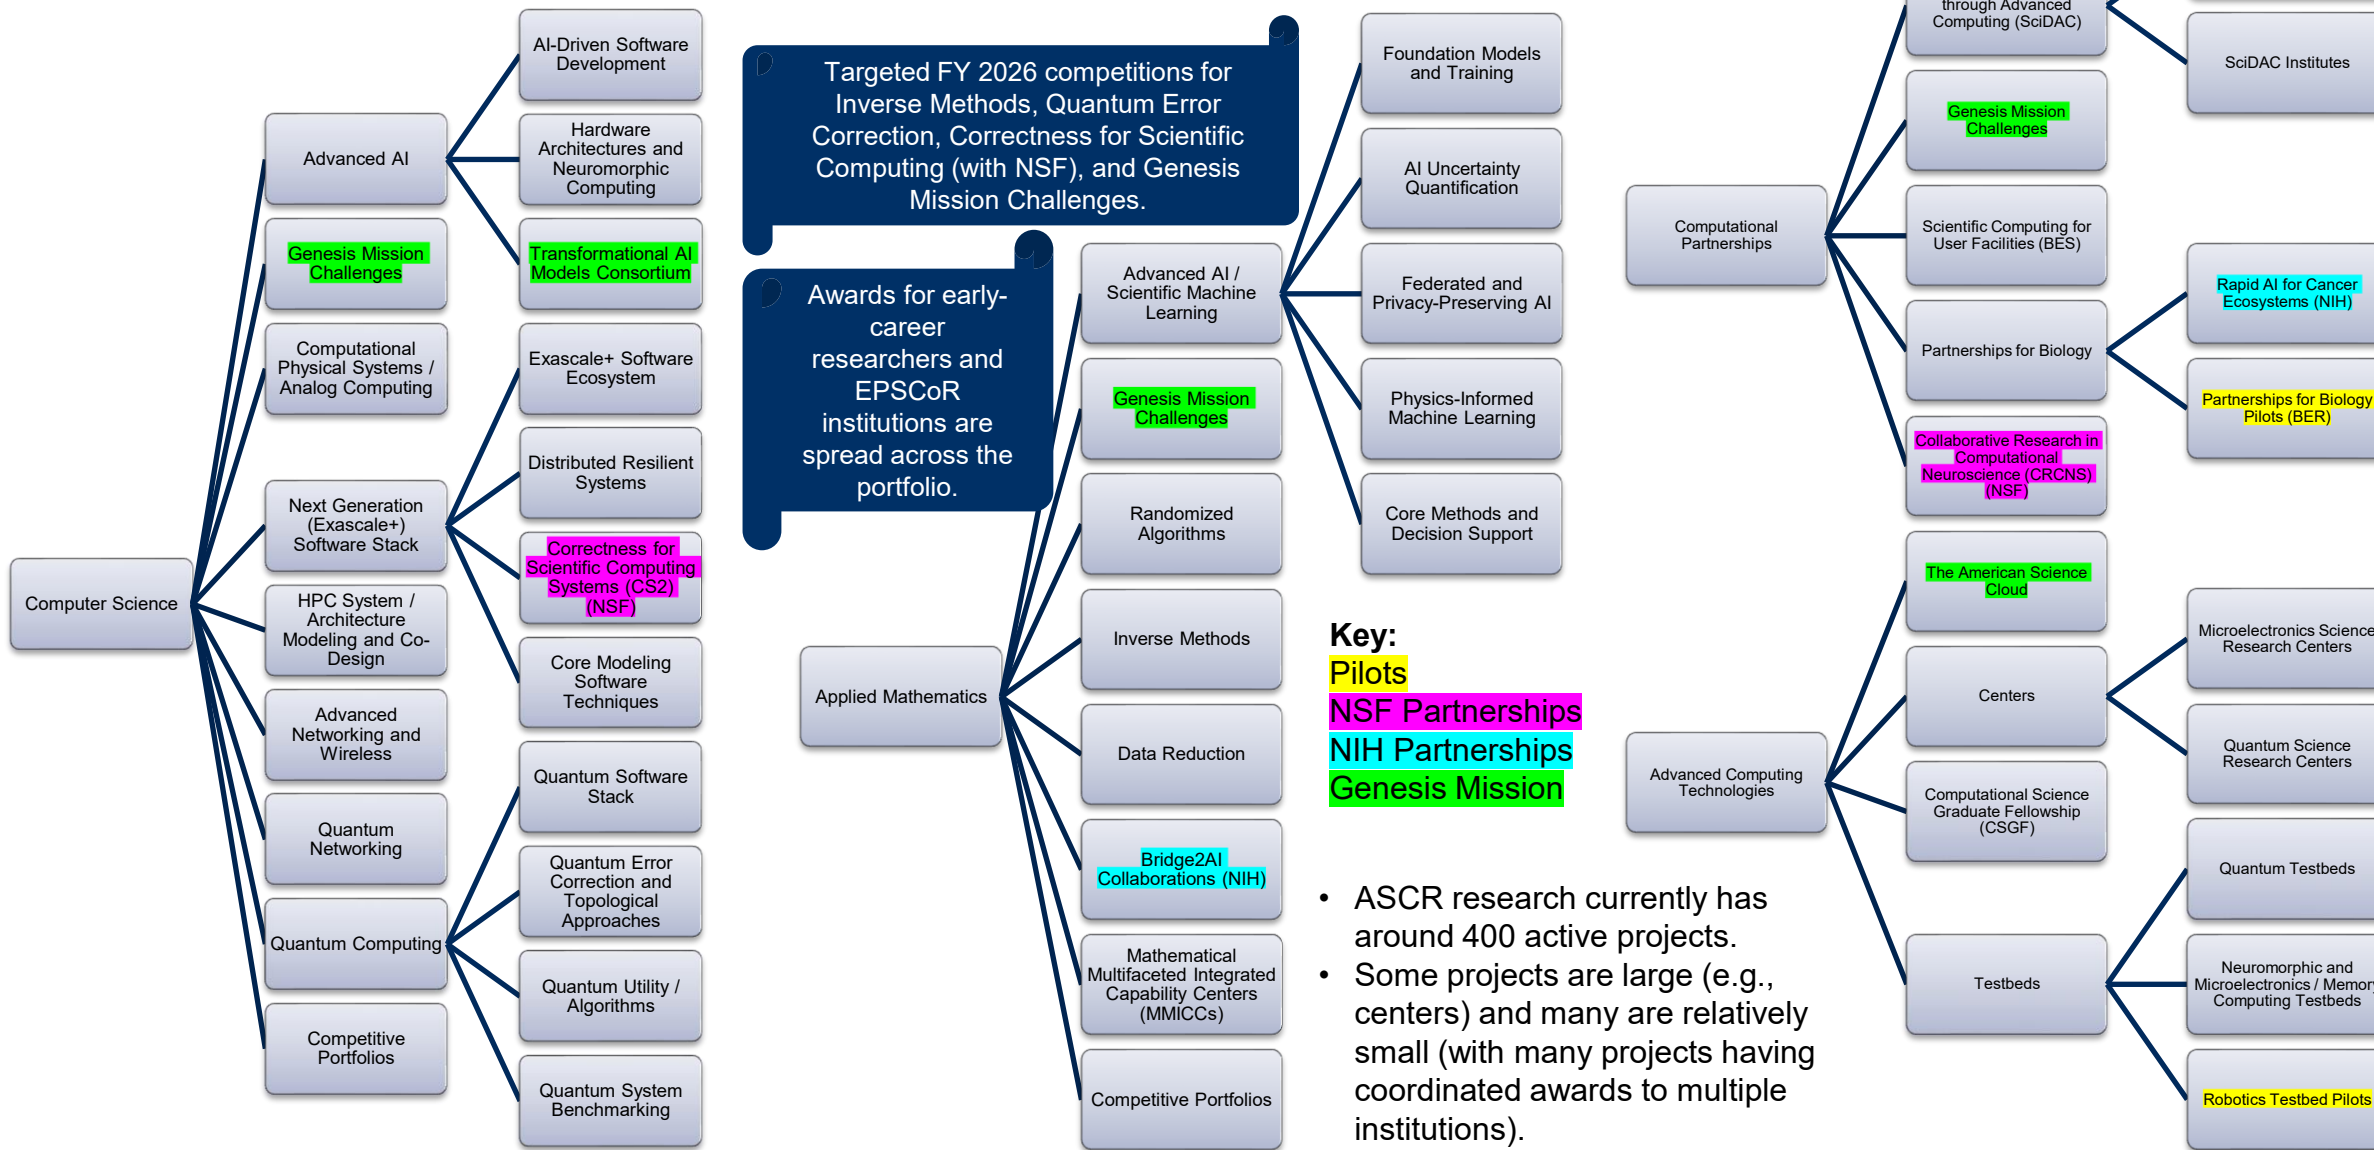 Computer Science
Advanced AI
AI-Driven Software
Development
Hardware
Architectures and
Neuromorphic
Computing
Transformational AI
Models Consortium
Genesis Mission
Challenges
Computational
Physical Systems /
Analog Computing
Next Generation
(Exascale+)
Software Stack
Exascale+ Software
Ecosystem
Distributed Resilient
Systems
Correctness for
Scientific Computing
Systems (CS2)
(NSF)
Core Modeling
Software
Techniques
HPC System /
Architecture
Modeling and Co-
Design
Advanced
Networking and
Wireless
Quantum
Networking
Quantum Computing
Quantum Software
Stack
Quantum Error
Correction and
Topological
Approaches
Quantum Utility /
Algorithms
Quantum System
Benchmarking
Competitive
Portfolios
Targeted FY 2026 competitions for
Inverse Methods, Quantum Error
Correction, Correctness for Scientific
Computing (with NSF), and Genesis
Mission Challenges.
Awards for early-
career
researchers and
EPSCoR
institutions are
spread across the
portfolio.
Applied Mathematics
Advanced AI /
Scientific Machine
Learning
Foundation Models
and Training
AI Uncertainty
Quantification
Federated and
Privacy-Preserving AI
Physics-Informed
Machine Learning
Core Methods and
Decision Support
Genesis Mission
Challenges
Randomized
Algorithms
Inverse Methods
Data Reduction
Bridge2AI
Collaborations (NIH)
Mathematical
Multifaceted Integrated
Capability Centers
(MMICCs)
Competitive Portfolios
Key:
Pilots
NSF Partnerships
NIH Partnerships
Genesis Mission
• ASCR research currently has
around 400 active projects.
• Some projects are large (e.g.,
centers) and many are relatively
small (with many projects having
coordinated awards to multiple
institutions).
Computational
Partnerships
through Advanced
Computing (SciDAC)
SciDAC Institutes
Genesis Mission
Challenges
Scientific Computing for
User Facilities (BES)
Partnerships for Biology
Rapid AI for Cancer
Ecosystems (NIH)
Partnerships for Biology
Pilots (BER)
Collaborative Research in
Computational
Neuroscience (CRCNS)
(NSF)
Advanced Computing
Technologies
The American Science
Cloud
Centers
Microelectronics Science
Research Centers
Quantum Science
Research Centers
Computational Science
Graduate Fellowship
(CSGF)
Testbeds
Quantum Testbeds
Neuromorphic and
Microelectronics / Memory
Computing Testbeds
Robotics Testbed Pilots